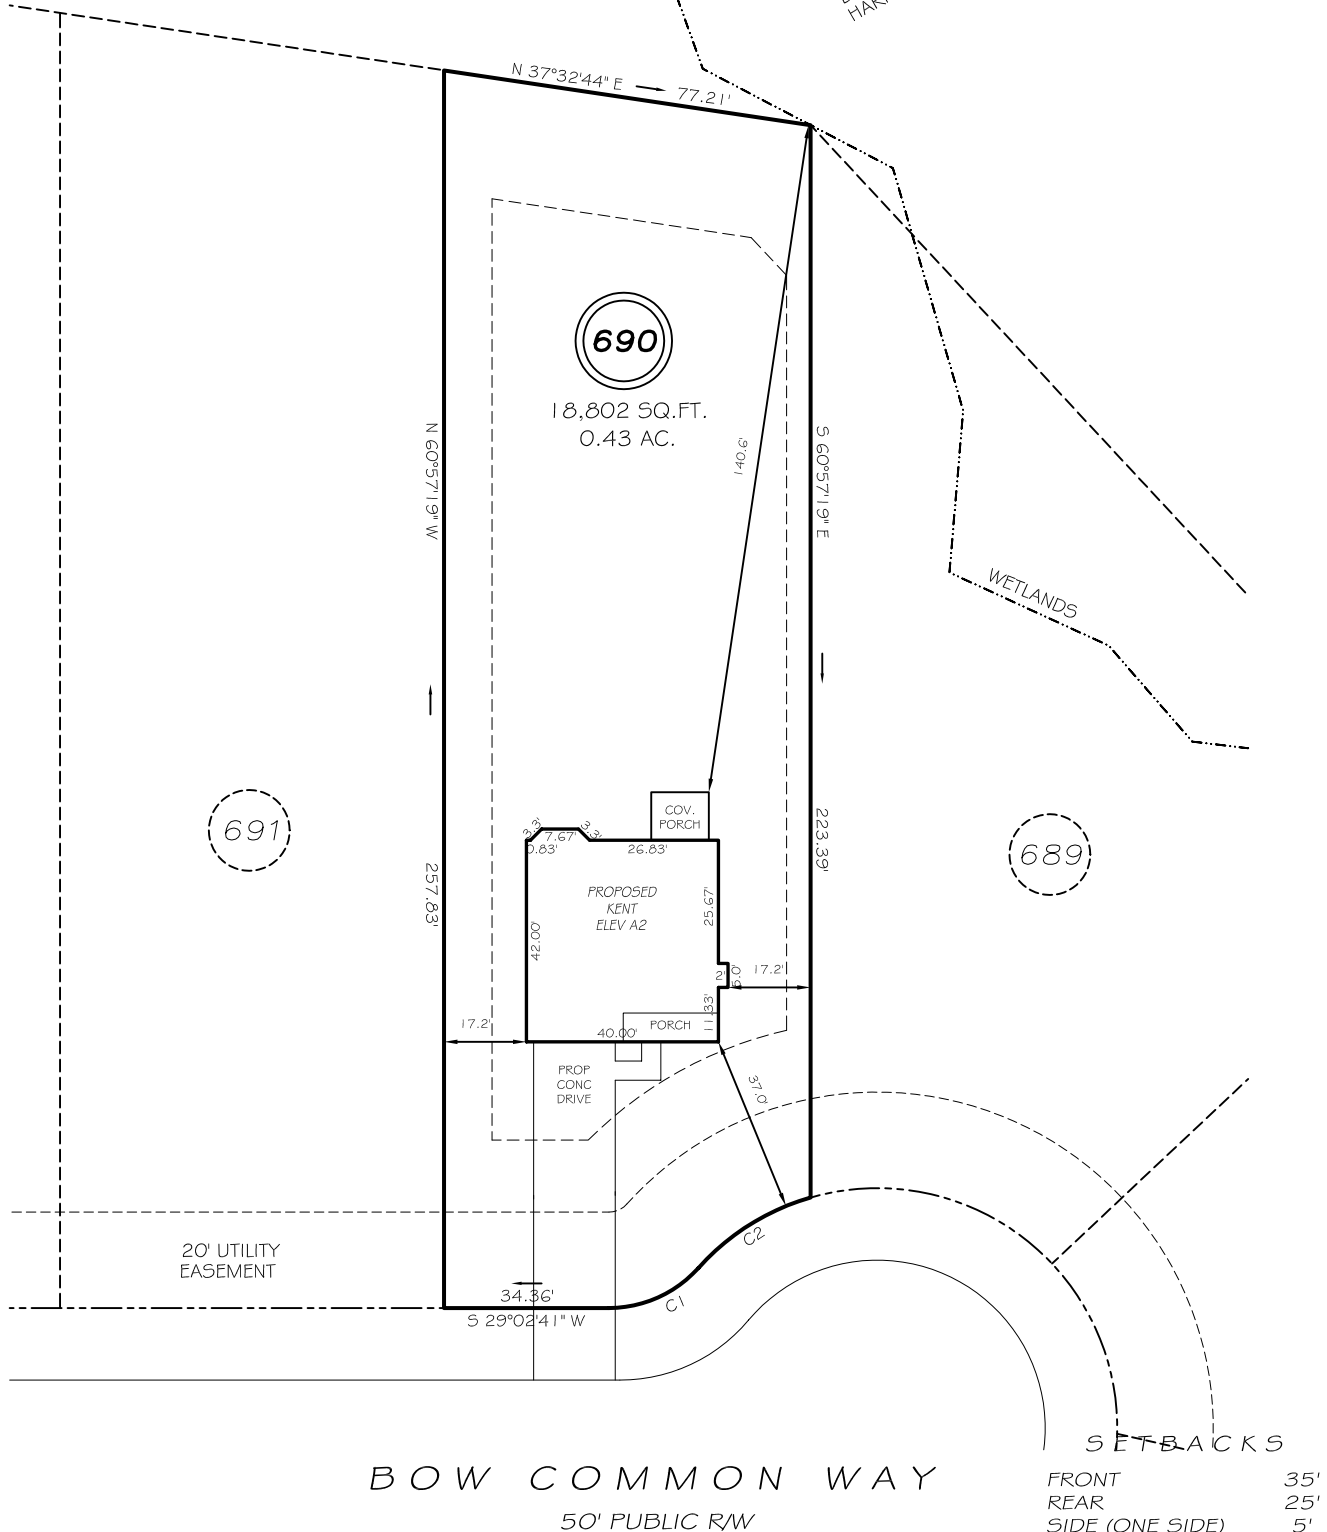 N 37°32'44" E
77.21'
690
18,802 SQ.FT.
0.43 AC.
N 60°57'19" W
257.83'
140.6'
S 60°57'19" E
223.39'
WETLANDS
691
689
COV.
PORCH
3.3'
7.67'
3.3'
0.83'
26.83'
PROPOSED
KENT
ELEV A2
42.00'
25.67'
2'
6.0'
17.2'
11.33'
17.2'
40.00'
PORCH
PROP
CONC
DRIVE
37.0'
20' UTILITY
EASEMENT
34.36'
S 29°02'41" W
C1
C2
BOW COMMON WAY
50' PUBLIC R/W
SETBACKS
FRONT 35'
REAR 25'
SIDE (ONE SIDE) 5'